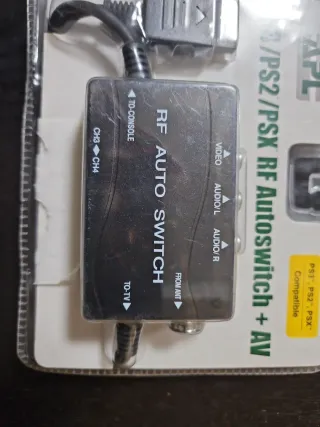 RF AUTO SWITCH
◀ TO-CONSOLE
CH3 ◆ CH4
VIDEO ▶
AUDIO/L ▶
AUDIO/R ▶
FROM ANT ▶
TO-TV ▶
/PS2 /PSX RF Autoswitch + AV
PS1, PS2, PSX
Compatible